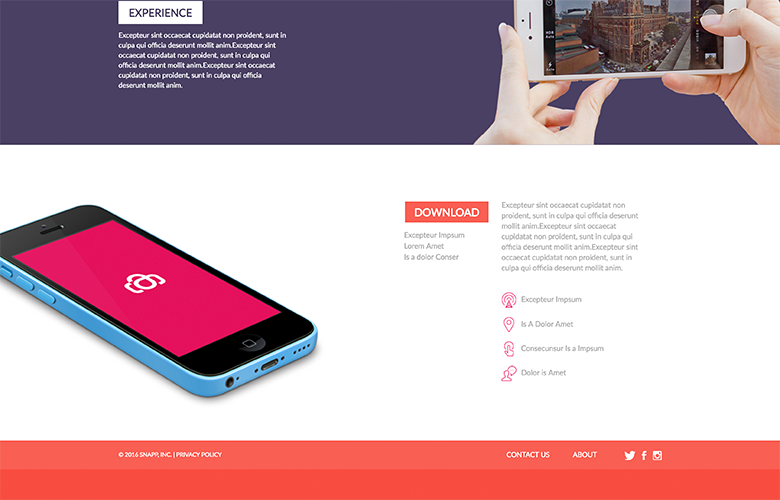 EXPERIENCE
Excepteur sint occaecat cupidatat non proident, sunt in
culpa qui officia deserunt mollit anim.Excepteur sint
occaecat cupidatat non proident, sunt in culpa qui
officia deserunt mollit anim.Excepteur sint occaecat
cupidatat non proident, sunt in culpa qui officia
deserunt mollit anim.
HDR
Auto
Auto
DOWNLOAD
Excepteur Impsum
Lorem Amet
Is a dolor Conser
Excepteur sint occaecat cupidatat non
proident, sunt in culpa qui officia deserunt
mollit anim.Excepteur sint occaecat
cupidatat non proident, sunt in culpa qui
officia deserunt mollit anim.Excepteur sint
occaecat cupidatat non proident, sunt in
culpa qui officia deserunt mollit anim.
Excepteur Impsum
Is A Dolor Amet
Consecunsur Is a Impsum
Dolor is Amet
© 2016 SNAPP, INC. | PRIVACY POLICY
CONTACT US
ABOUT